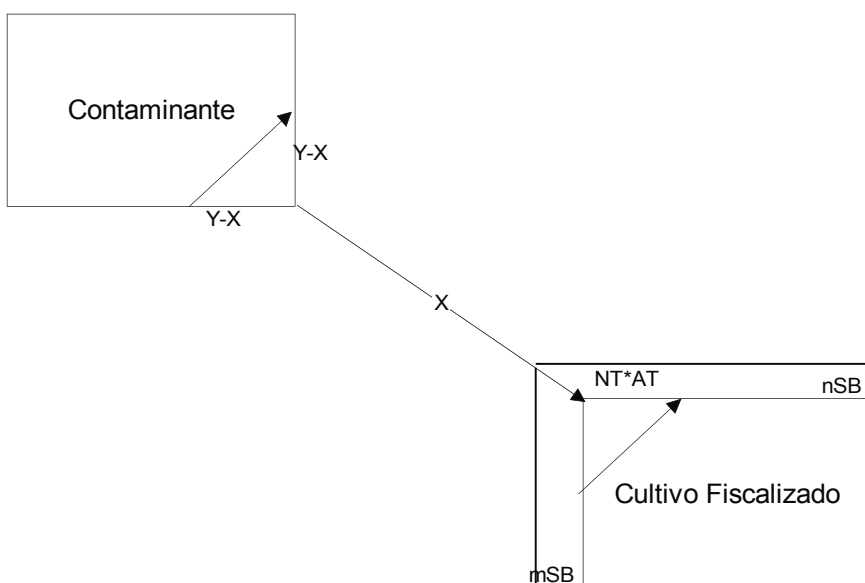 Contaminante
Y-X
Y-X
X
NT*AT
nSB
Cultivo Fiscalizado
mSB